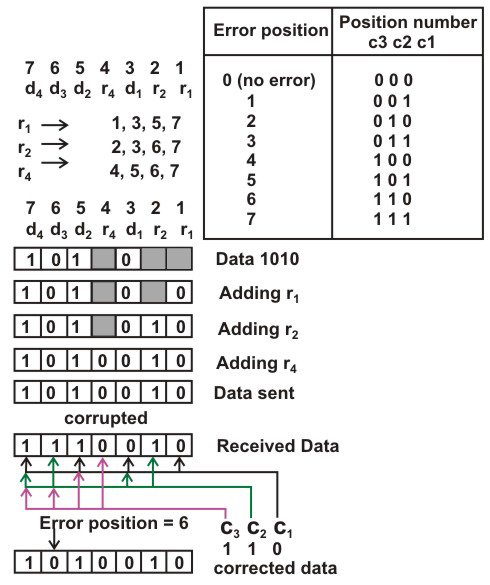 Error position Position number
c3 c2 c1
0 (no error) 0 0 0
1 0 0 1
2 0 1 0
3 0 1 1
4 1 0 0
5 1 0 1
6 1 1 0
7 1 1 1
7 6 5 4 3 2 1
d4 d3 d2 r4 d1 r2 r1
r1 → 1, 3, 5, 7
r2 → 2, 3, 6, 7
r4 → 4, 5, 6, 7
7 6 5 4 3 2 1
d4 d3 d2 r4 d1 r2 r1
1 0 1 0 Data 1010
1 0 1 0 0 Adding r1
1 0 1 0 1 0 Adding r2
1 0 1 0 0 1 0 Adding r4
1 0 1 0 0 1 0 Data sent
corrupted
1 1 1 0 0 1 0 Received Data
Error position = 6
C3 C2 C1
1 1 0
1 0 1 0 0 1 0 corrected data